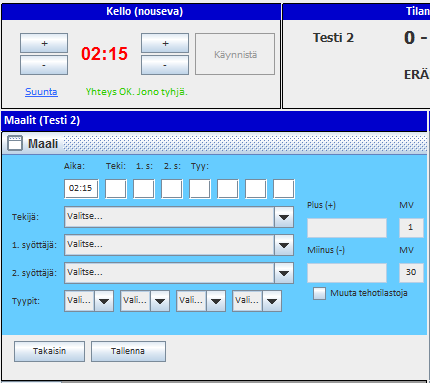 Kello (nouseva)
Tilan
+
02:15
+
Käynnistä
-
-
Suunta
Yhteys OK. Jono tyhjä.
Testi 2
0 -
ERÄ
Maalit (Testi 2)
Maali
Aika: Teki: 1. s: 2. s: Tyy:
02:15
Tekijä: Valitse...
1. syöttäjä: Valitse...
2. syöttäjä: Valitse...
Tyypit: Vali... Vali... Vali... Vali...
Plus (+) MV
1
Miinus (-) MV
30
Muuta tehotilastoja
Takaisin
Tallenna